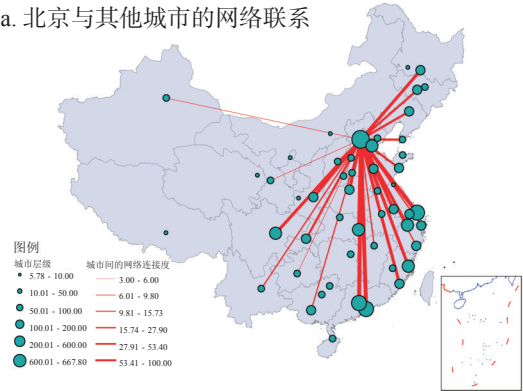 a. 北京与其他城市的网络联系
图例
城市层级
5.78 - 10.00
10.01 - 50.00
50.01 - 100.00
100.01 - 200.00
200.01 - 600.00
600.01 - 667.80
城市间的网络连接度
3.00 - 6.00
6.01 - 9.80
9.81 - 15.73
15.74 - 27.90
27.91 - 53.40
53.41 - 100.00